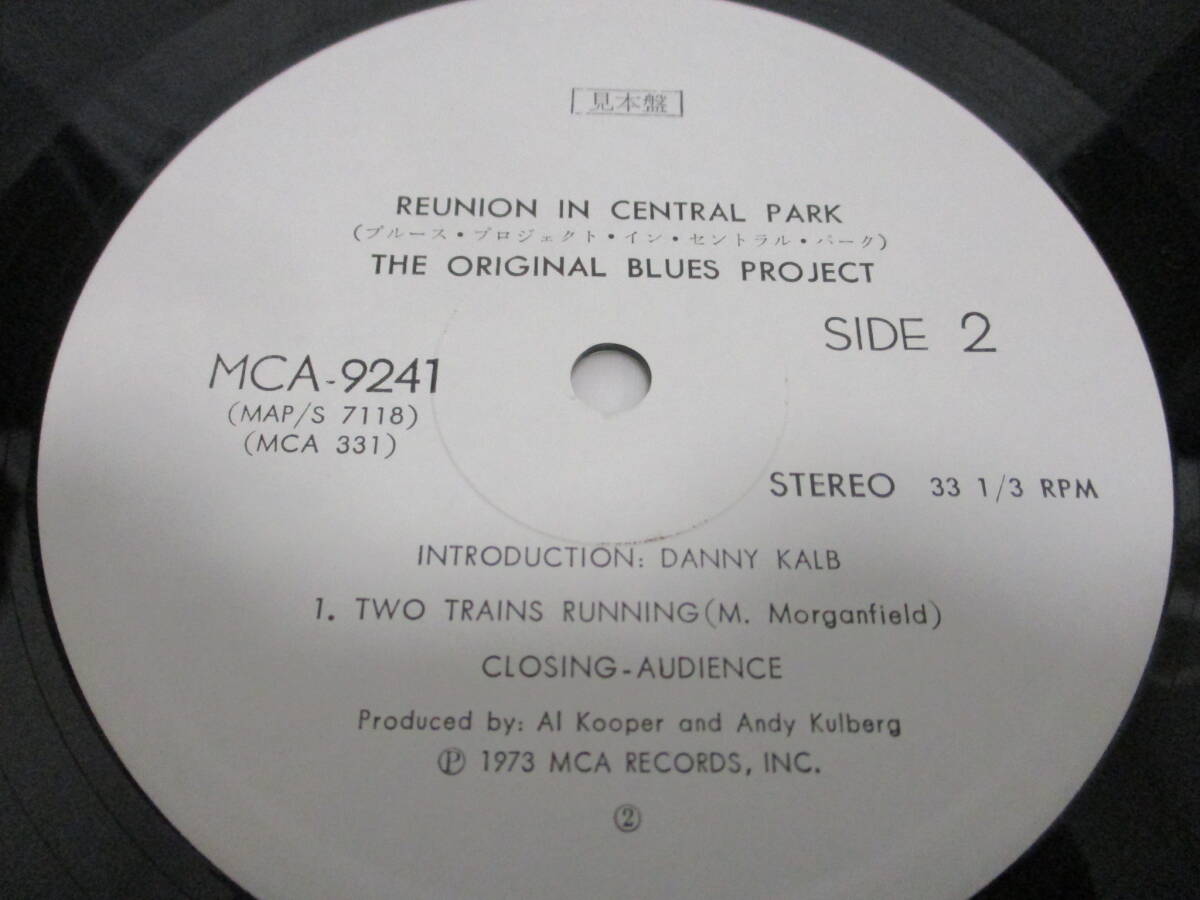 見本盤
REUNION IN CENTRAL PARK
(ブルース・プロジェクト・イン・セントラル・パーク)
THE ORIGINAL BLUES PROJECT
SIDE 2
MCA-9241
(MAP/S 7118)
(MCA 331)
STEREO 33 1/3 RPM
INTRODUCTION: DANNY KALB
1. TWO TRAINS RUNNING (M. Morganfield)
CLOSING-AUDIENCE
Produced by: Al Kooper and Andy Kulberg
Ⓟ 1973 MCA RECORDS, INC.
②